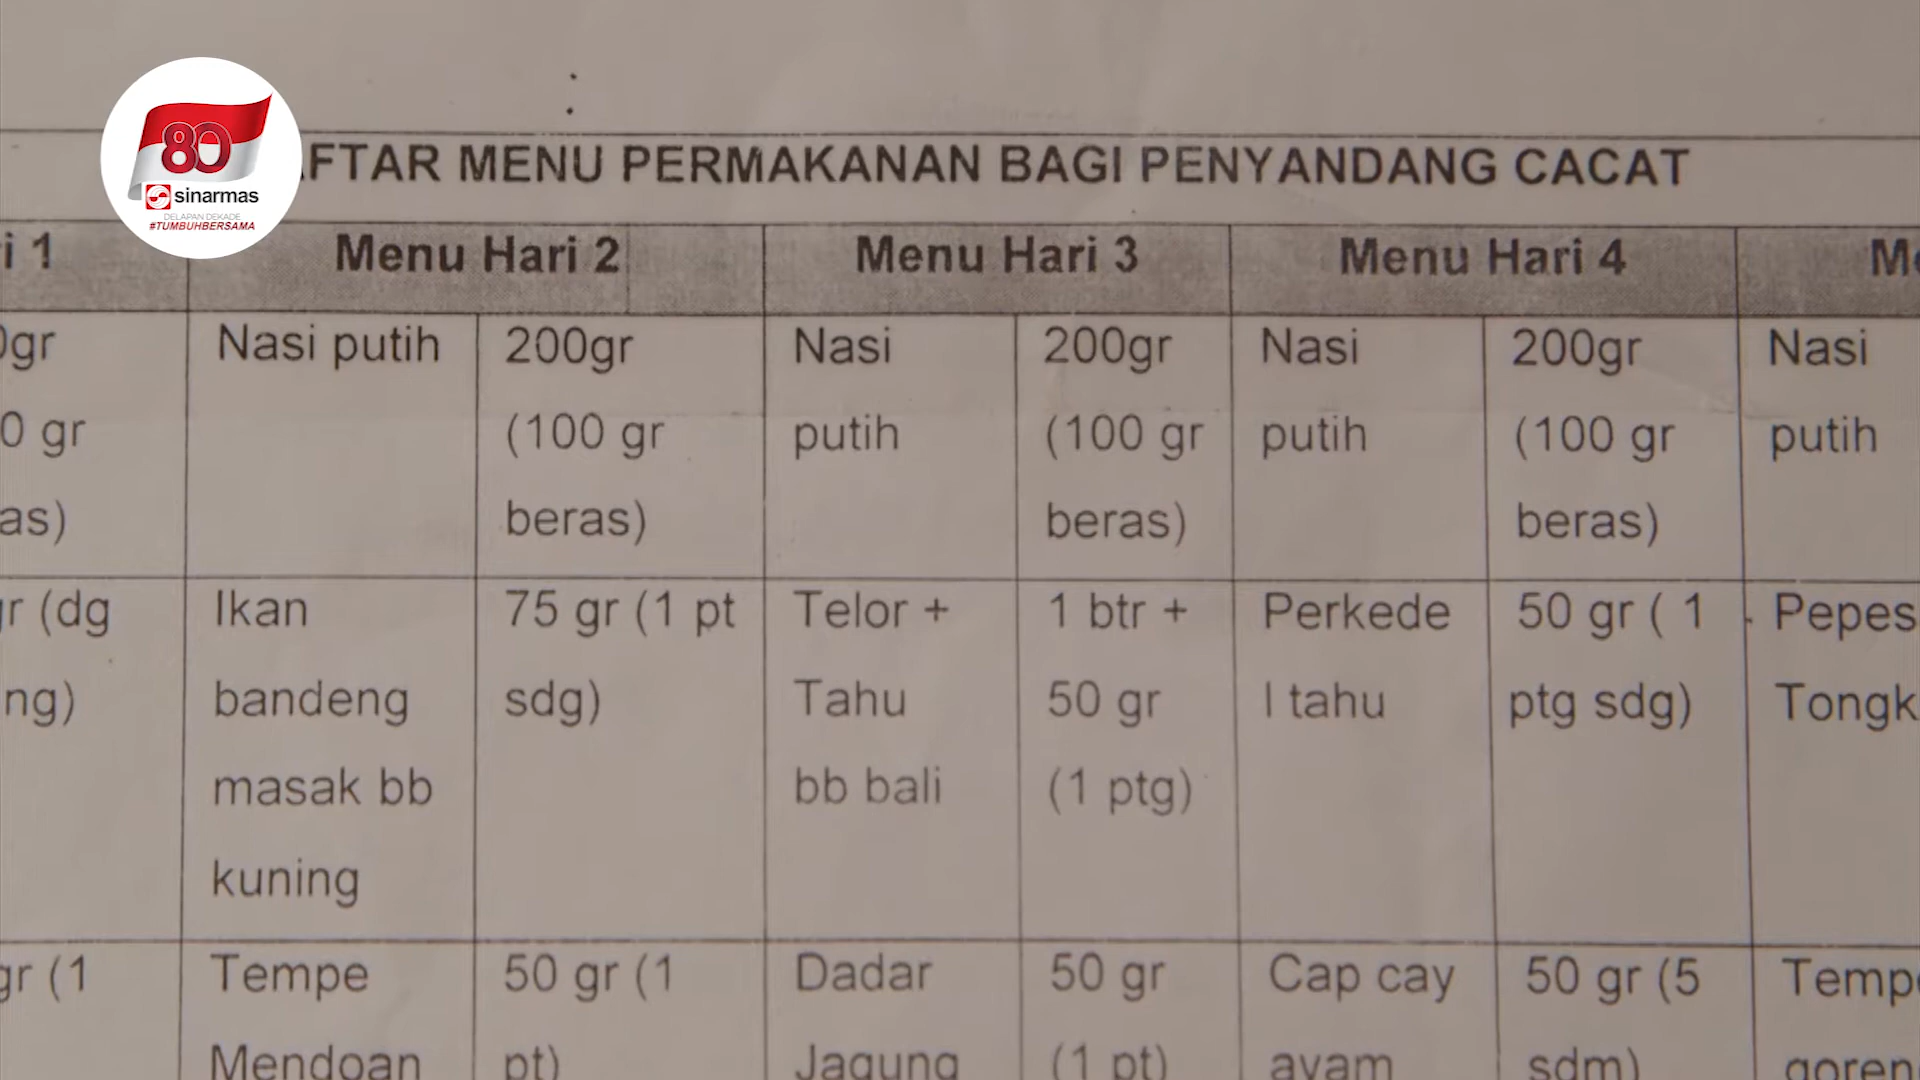 80
sinarmas
DELAPAN DEKADE
#TUMBUHBERSAMA
FTAR MENU PERMAKANAN BAGI PENYANDANG CACAT
ri 1
Menu Hari 2
Menu Hari 3
Menu Hari 4
Me
0gr
0 gr
as)
Nasi putih
200gr
(100 gr
beras)
Nasi
putih
200gr
(100 gr
beras)
Nasi
putih
200gr
(100 gr
beras)
Nasi
putih
gr (dg
ng)
Ikan
bandeng
masak bb
kuning
75 gr (1 pt
sdg)
Telor +
Tahu
bb bali
1 btr +
50 gr
(1 ptg)
Perkede
l tahu
50 gr ( 1
ptg sdg)
Pepes
Tongk
gr (1
Tempe
Mendoan
50 gr (1
pt)
Dadar
Jagung
50 gr
(1 pt)
Cap cay
ayam
50 gr (5
sdm)
Temp
goren